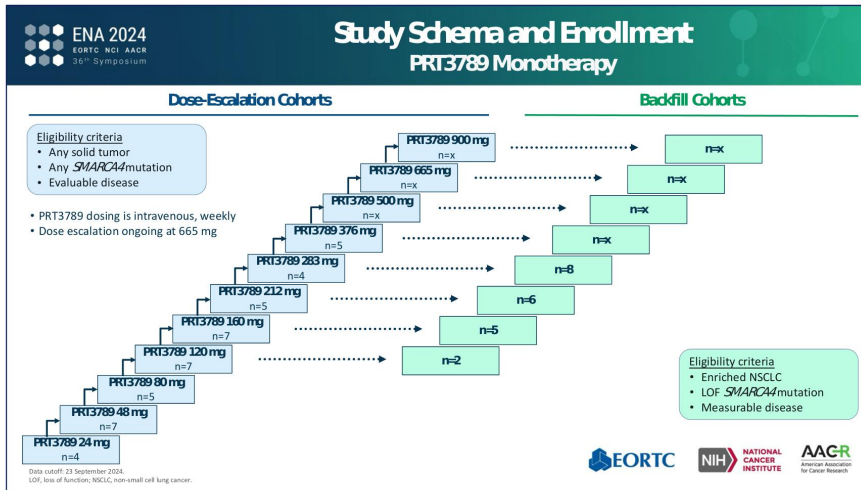 ENA 2024
EORTC NCI AACR
36th Symposium
Study Schema and Enrollment
PRT3789 Monotherapy
Dose-Escalation Cohorts
Backfill Cohorts
Eligibility criteria
• Any solid tumor
• Any SMARCA4 mutation
• Evaluable disease
• PRT3789 dosing is intravenous, weekly
• Dose escalation ongoing at 665 mg
PRT3789 900 mg
n=x
n=x
PRT3789 665 mg
n=x
n=x
PRT3789 500 mg
n=x
n=x
PRT3789 376 mg
n=5
n=x
PRT3789 283 mg
n=4
n=8
PRT3789 212 mg
n=5
n=6
PRT3789 160 mg
n=7
n=5
PRT3789 120 mg
n=7
n=2
PRT3789 80 mg
n=5
PRT3789 48 mg
n=7
PRT3789 24 mg
n=4
Eligibility criteria
• Enriched NSCLC
• LOF SMARCA4 mutation
• Measurable disease
Data cutoff: 23 September 2024.
LOF, loss of function; NSCLC, non-small cell lung cancer.
EORTC
NIH
NATIONAL
CANCER
INSTITUTE
AACR
American Association
for Cancer Research